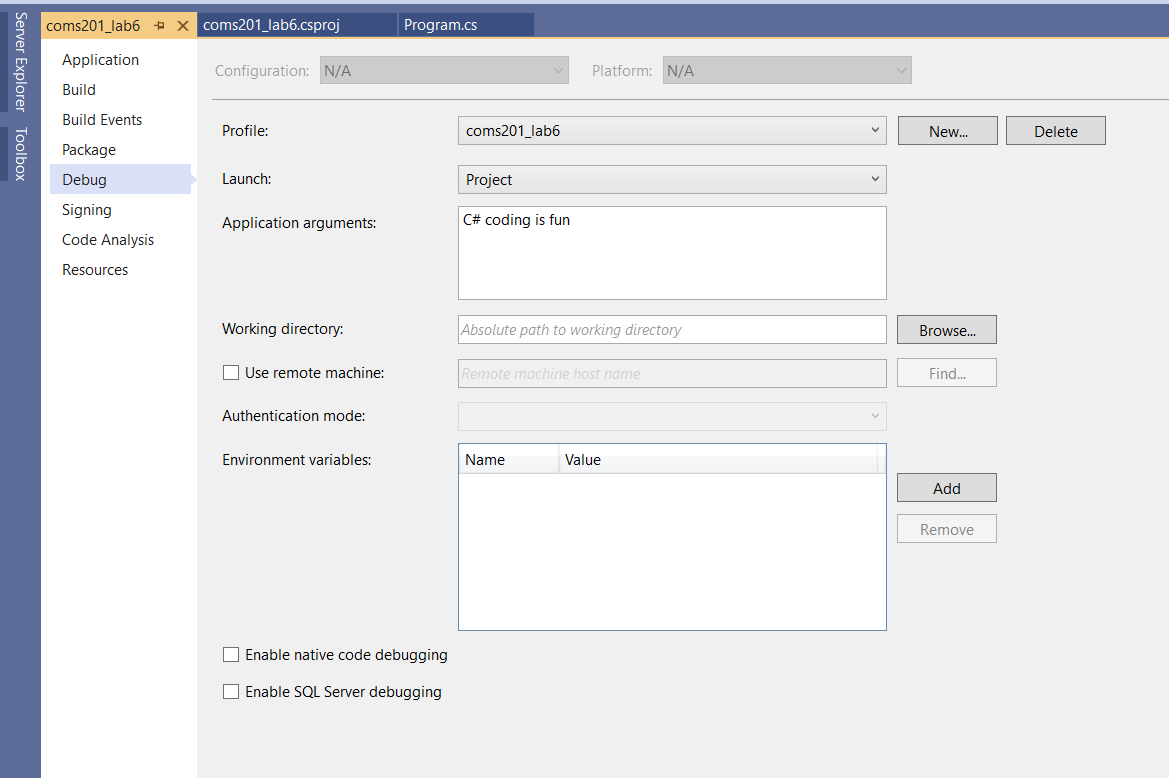 Server Explorer
Toolbox
coms201_lab6
coms201_lab6.csproj
Program.cs
Application
Build
Build Events
Package
Debug
Signing
Code Analysis
Resources
Configuration: N/A Platform: N/A
Profile: coms201_lab6 New... Delete
Launch: Project
Application arguments: C# coding is fun
Working directory: Absolute path to working directory Browse...
Use remote machine: Remote machine host name Find...
Authentication mode:
Environment variables: Name Value
Add
Remove
Enable native code debugging
Enable SQL Server debugging